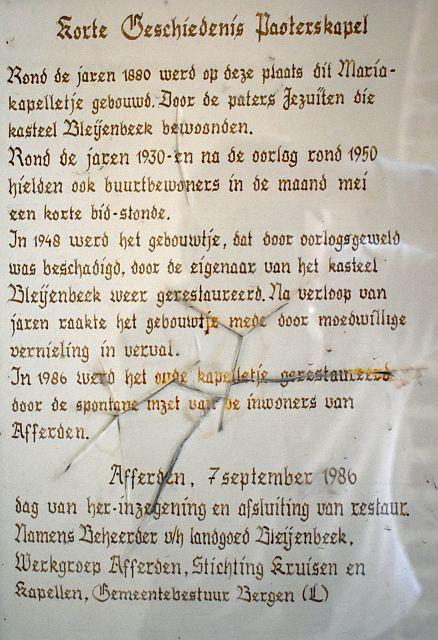 Korte Geschiedenis Paoterskapel
Rond de jaren 1880 werd op deze plaats dit Maria-
kapelletje gebouwd. Door de paters Jezuïten die
kasteel Bleijenbeek bewoonden.
Rond de jaren 1930-en na de oorlog rond 1950
hielden ook buurtbewoners in de maand mei
een korte bid-stonde.
In 1948 werd het gebouwtje, dat door oorlogsgeweld
was beschadigd, door de eigenaar van het kasteel
Bleijenbeek weer gerestaureerd. Na verloop van
jaren raakte het gebouwtje mede door moedwillige
vernieling in verval.
In 1986 werd het oude kapelletje gerestaureerd
door de spontane inzet van de inwoners van
Afferden.
Afferden, 7 september 1986
dag van her-inzegening en afsluiting van restaur.
Namens Beheerder v/h landgoed Bleijenbeek,
Werkgroep Afferden, Stichting Kruisen en
Kapellen, Gemeentebestuur Bergen (L)